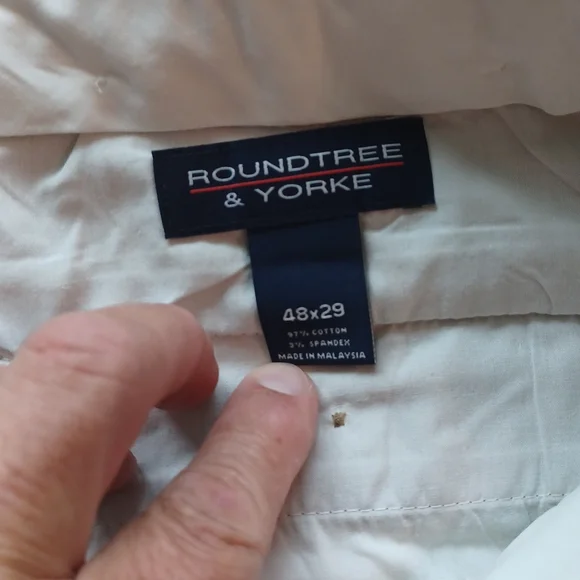 ROUNDTREE
& YORKE
48x29
97% COTTON
3% SPANDEX
MADE IN MALAYSIA